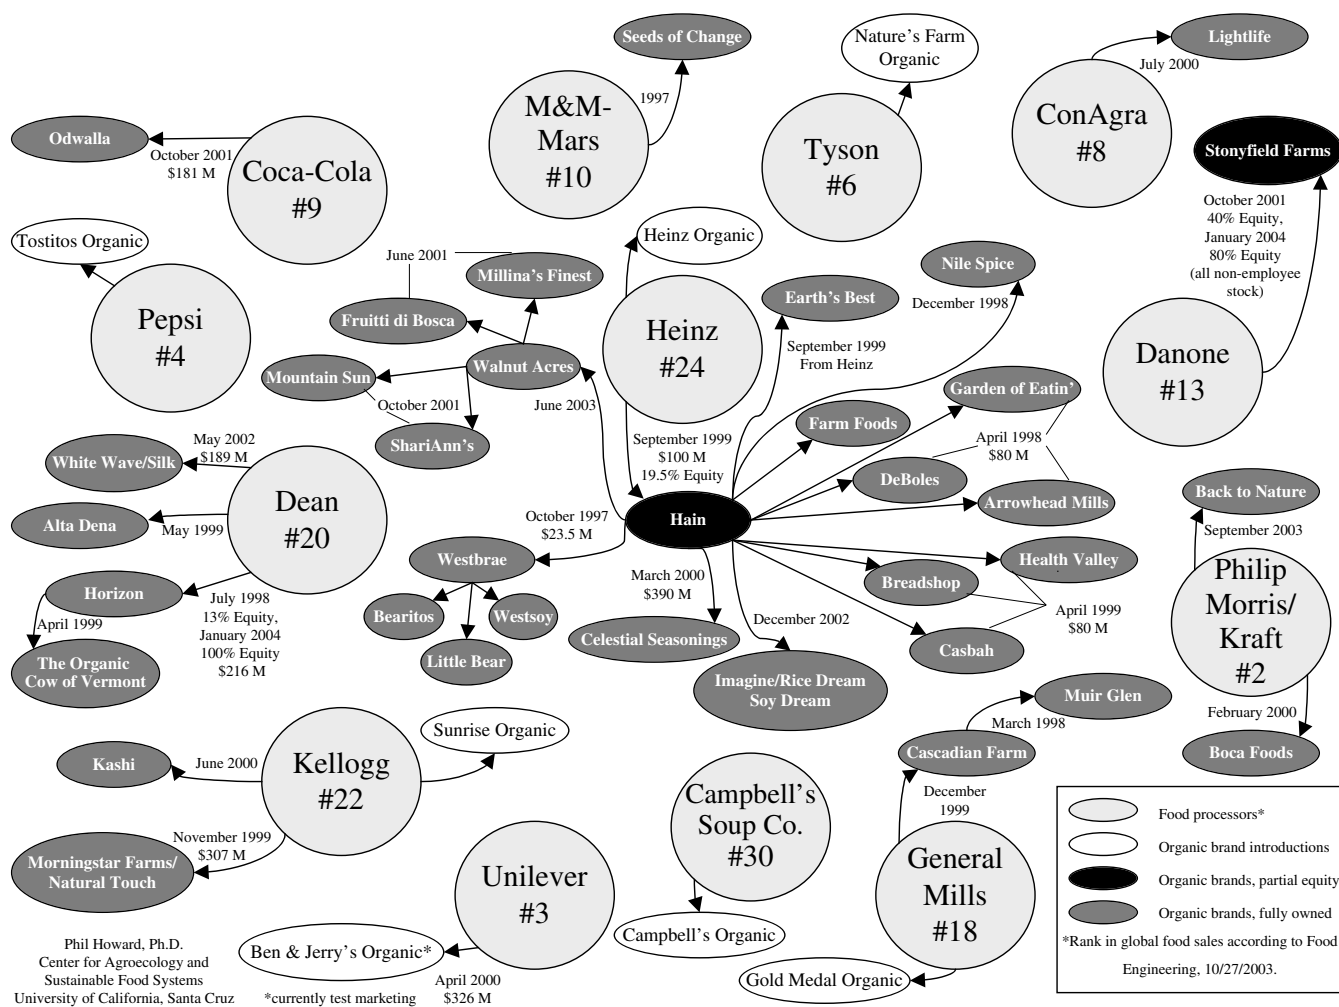 Seeds of Change
1997
M&M-
Mars
#10
Nature's Farm
Organic
Tyson
#6
Lightlife
July 2000
ConAgra
#8
Stonyfield Farms
October 2001
40% Equity,
January 2004
80% Equity
(all non-employee
stock)
Danone
#13
Odwalla
October 2001
$181 M
Coca-Cola
#9
Tostitos Organic
Pepsi
#4
Heinz Organic
Heinz
#24
September 1999
$100 M
19.5% Equity
June 2001
Millina's Finest
Fruitti di Bosca
Walnut Acres
Mountain Sun
October 2001
ShariAnn's
June 2003
Earth's Best
September 1999
From Heinz
Nile Spice
December 1998
Garden of Eatin'
Farm Foods
April 1998
$80 M
DeBoles
Arrowhead Mills
Hain
White Wave/Silk
May 2002
$189 M
Dean
#20
Alta Dena
May 1999
Horizon
July 1998
13% Equity,
January 2004
100% Equity
$216 M
April 1999
The Organic
Cow of Vermont
October 1997
$23.5 M
Westbrae
Bearitos
Westsoy
Little Bear
March 2000
$390 M
Celestial Seasonings
December 2002
Imagine/Rice Dream
Soy Dream
Health Valley
Breadshop
April 1999
$80 M
Casbah
Back to Nature
September 2003
Philip
Morris/
Kraft
#2
February 2000
Boca Foods
Kashi
June 2000
Kellogg
#22
Sunrise Organic
November 1999
$307 M
Morningstar Farms/
Natural Touch
Unilever
#3
Ben & Jerry's Organic*
*currently test marketing
April 2000
$326 M
Campbell's
Soup Co.
#30
Campbell's Organic
Muir Glen
March 1998
Cascadian Farm
December
1999
General
Mills
#18
Gold Medal Organic
Food processors*
Organic brand introductions
Organic brands, partial equity
Organic brands, fully owned
*Rank in global food sales according to Food
Engineering, 10/27/2003.
Phil Howard, Ph.D.
Center for Agroecology and
Sustainable Food Systems
University of California, Santa Cruz